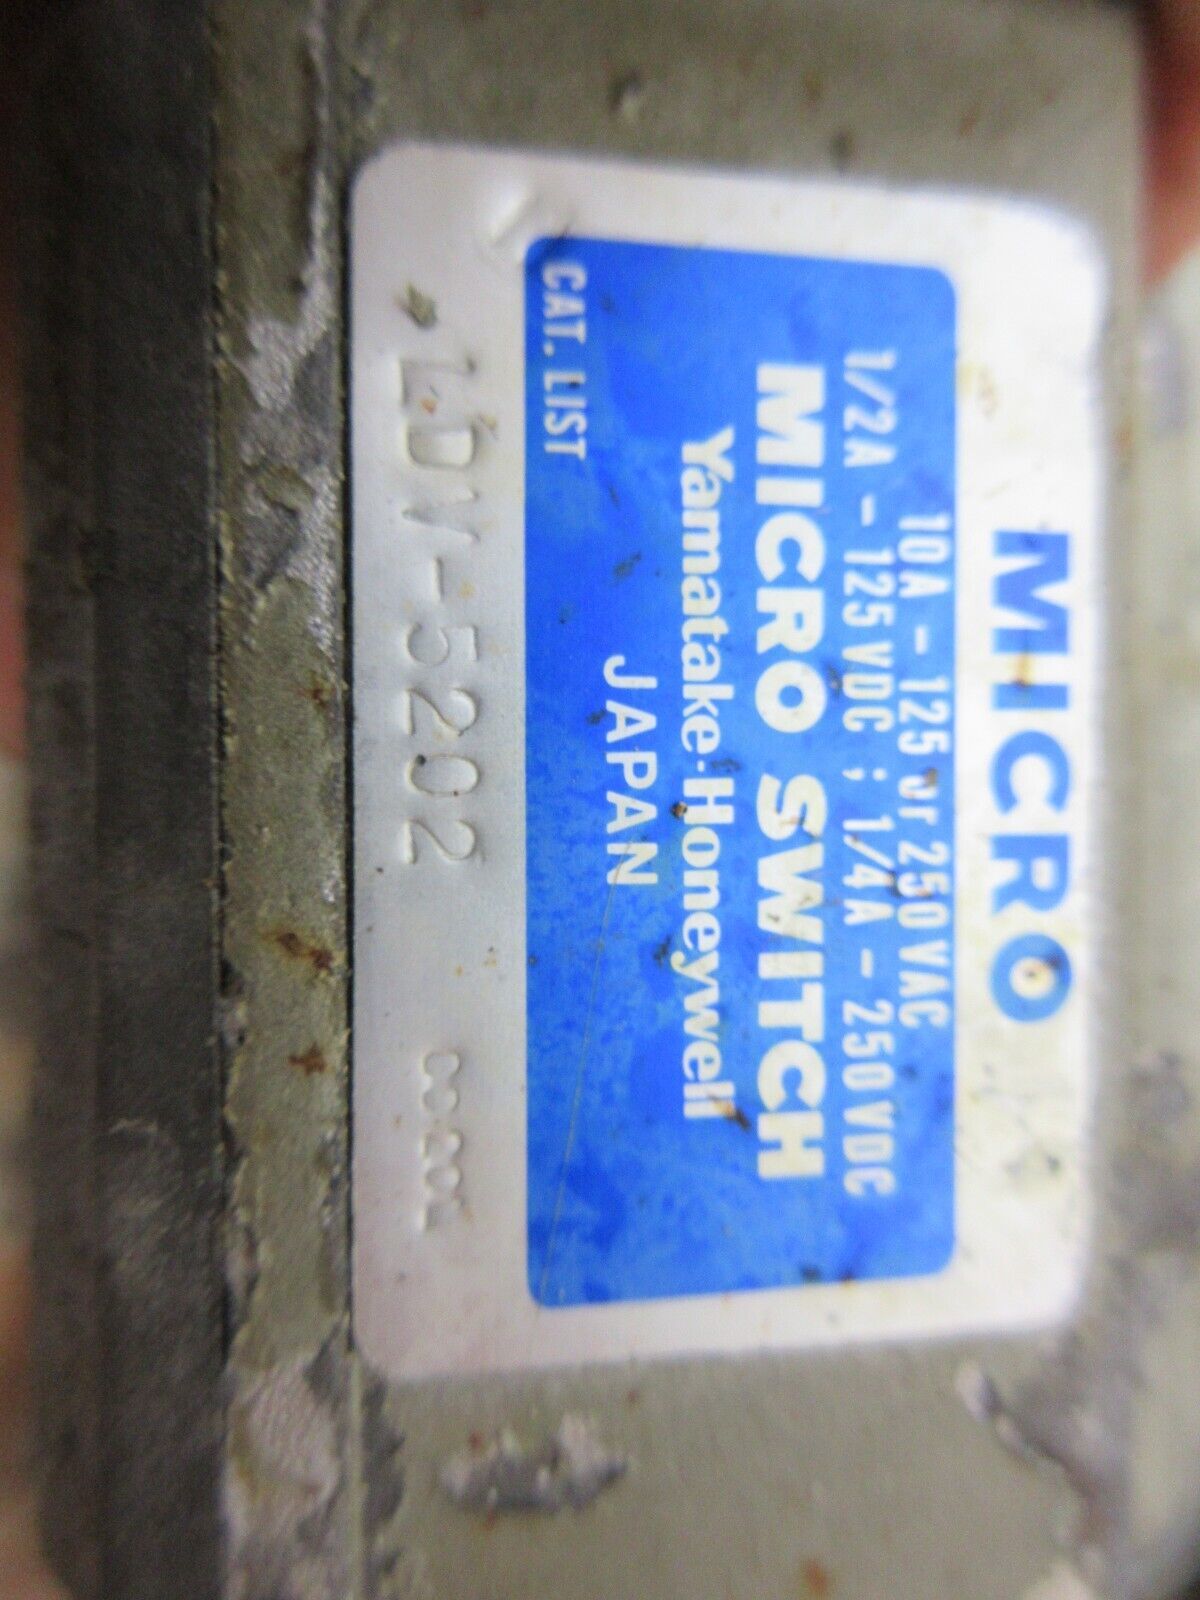 MICRO
10A - 125 or 250 VAC
1/2A - 125 VDC ; 1/4A - 250 VDC
MICRO SWITCH
Yamatake-Honeywell
JAPAN
CAT. LIST
LDV-5202